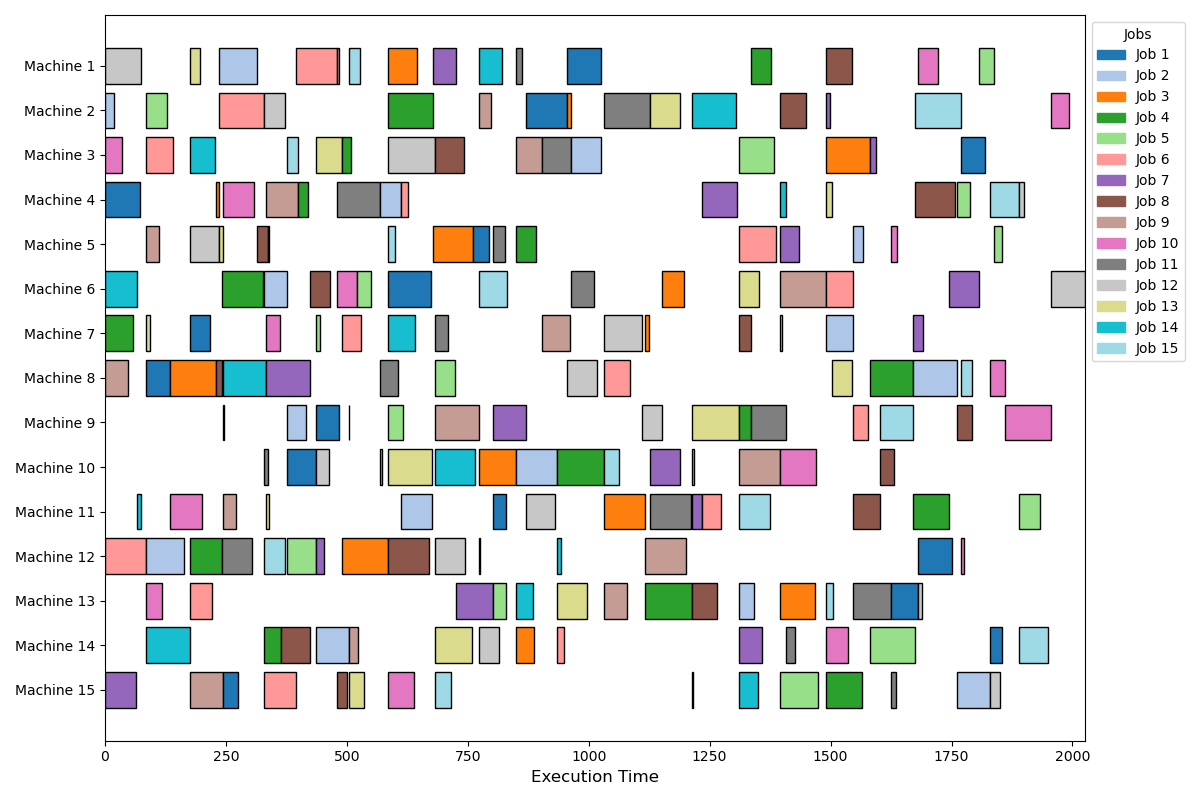 Machine 1
Machine 2
Machine 3
Machine 4
Machine 5
Machine 6
Machine 7
Machine 8
Machine 9
Machine 10
Machine 11
Machine 12
Machine 13
Machine 14
Machine 15
0 250 500 750 1000 1250 1500 1750 2000
Execution Time
Jobs
Job 1
Job 2
Job 3
Job 4
Job 5
Job 6
Job 7
Job 8
Job 9
Job 10
Job 11
Job 12
Job 13
Job 14
Job 15